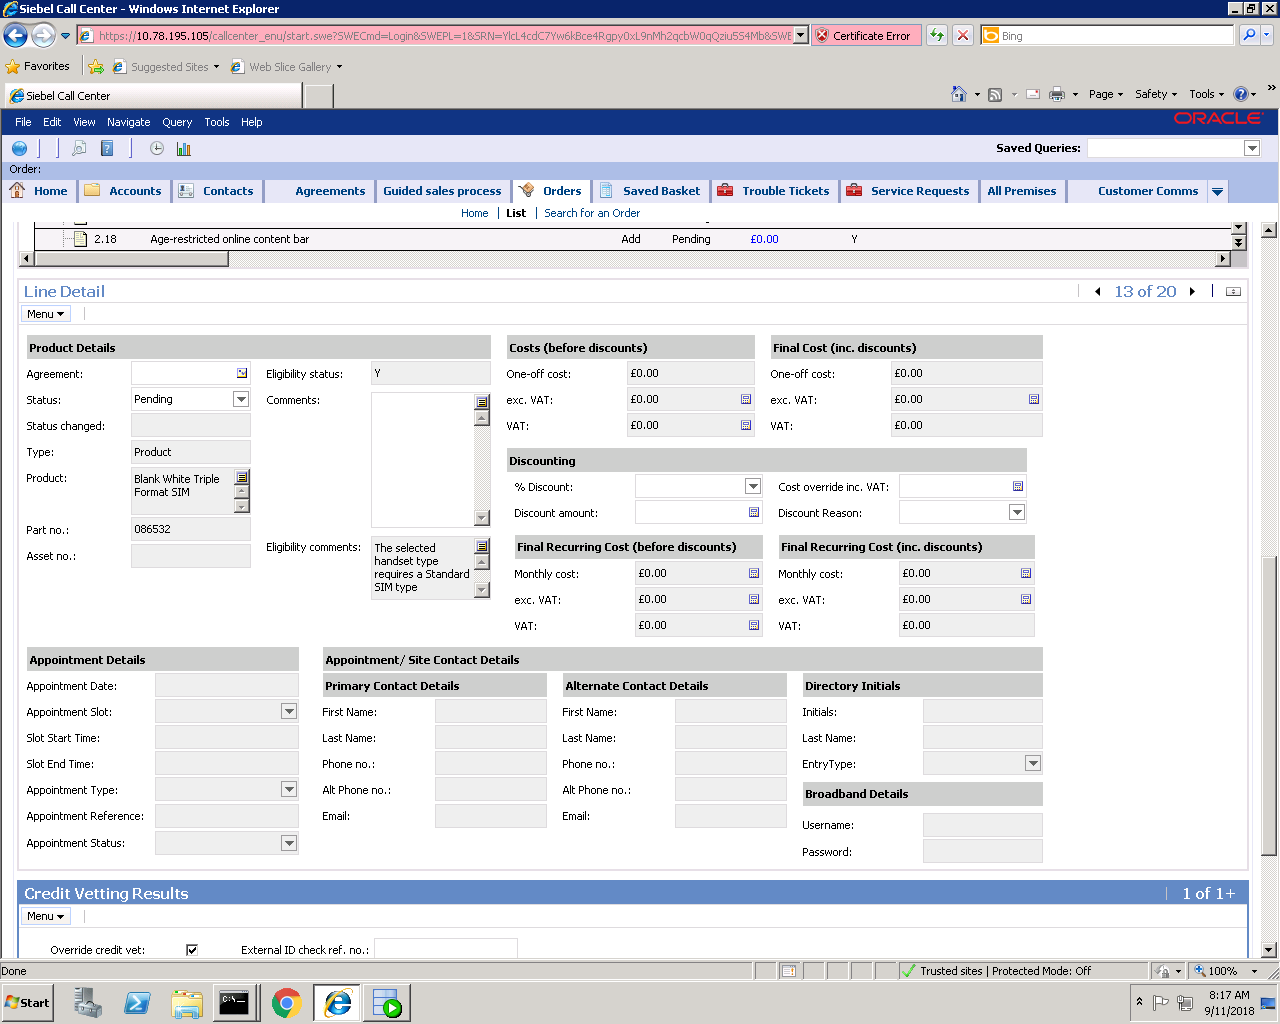 Siebel Call Center - Windows Internet Explorer
https://10.78.195.105/callcenter_enu/start.swe?SWECmd=Login&SWEPL=1&SRN=
Certificate Error
Bing
Favorites
Suggested Sites
Web Slice Gallery
Siebel Call Center
Page
Safety
Tools
File Edit View Navigate Query Tools Help
ORACLE
Saved Queries:
Order:
Home Accounts Contacts Agreements Guided sales process Orders Saved Basket Trouble Tickets Service Requests All Premises Customer Comms
Home | List | Search for an Order
2.18 Age-restricted online content bar Add Pending £0.00 Y
Line Detail
13 of 20
Menu
Product Details
Costs (before discounts)
Final Cost (inc. discounts)
Agreement:
Eligibility status: Y
One-off cost: £0.00
One-off cost: £0.00
Status: Pending
Comments:
exc. VAT: £0.00
exc. VAT: £0.00
Status changed:
VAT: £0.00
VAT: £0.00
Type: Product
Discounting
Product: Blank White Triple
Format SIM
% Discount:
Cost override inc. VAT:
Discount amount:
Discount Reason:
Part no.: 086532
Asset no.:
Eligibility comments: The selected
handset type
requires a Standard
SIM type
Final Recurring Cost (before discounts)
Final Recurring Cost (inc. discounts)
Monthly cost: £0.00
Monthly cost: £0.00
exc. VAT: £0.00
exc. VAT: £0.00
VAT: £0.00
VAT: £0.00
Appointment Details
Appointment/ Site Contact Details
Appointment Date:
Primary Contact Details
Alternate Contact Details
Directory Initials
Appointment Slot:
First Name:
First Name:
Initials:
Slot Start Time:
Last Name:
Last Name:
Last Name:
Slot End Time:
Phone no.:
Phone no.:
EntryType:
Appointment Type:
Alt Phone no.:
Alt Phone no.:
Broadband Details
Appointment Reference:
Email:
Email:
Username:
Appointment Status:
Password:
Credit Vetting Results
1 of 1+
Menu
Override credit vet:
External ID check ref. no.:
Done
Trusted sites | Protected Mode: Off
100%
Start
8:17 AM
9/11/2018